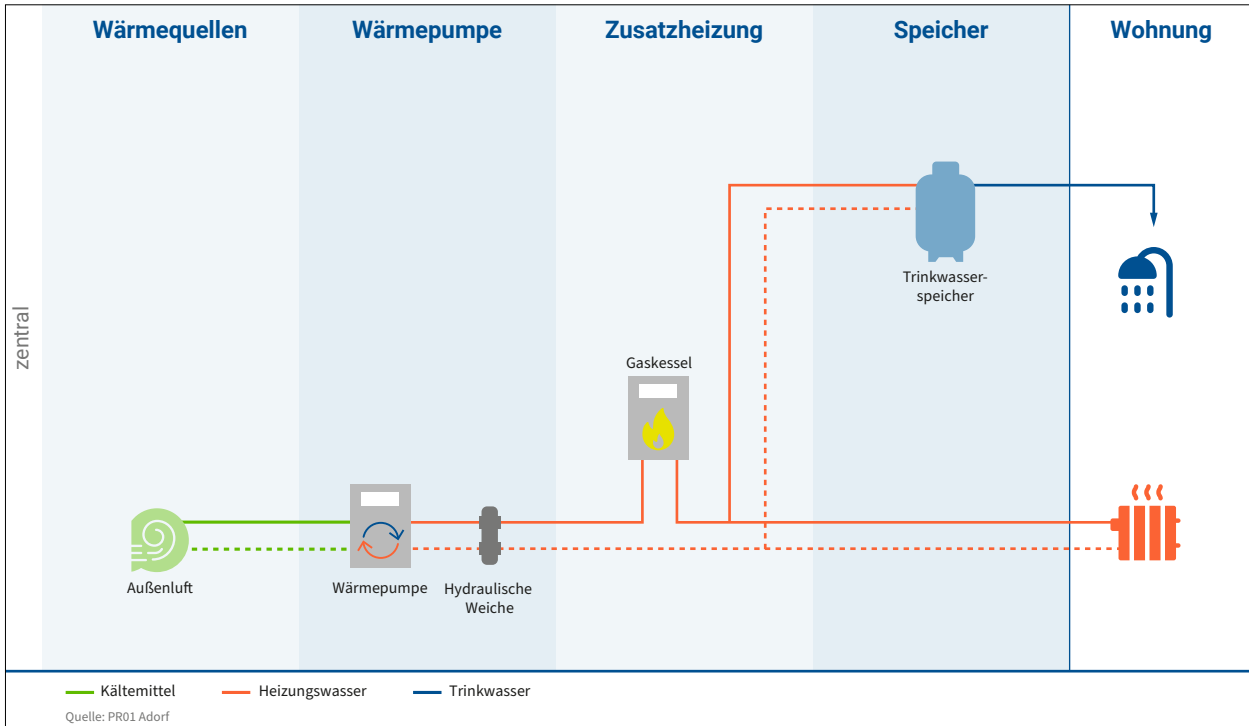 Wärmequellen
Wärmepumpe
Zusatzheizung
Speicher
Wohnung
zentral
Trinkwasser-
speicher
Gaskessel
Außenluft
Wärmepumpe
Hydraulische
Weiche
Kältemittel
Heizungswasser
Trinkwasser
Quelle: PR01 Adorf